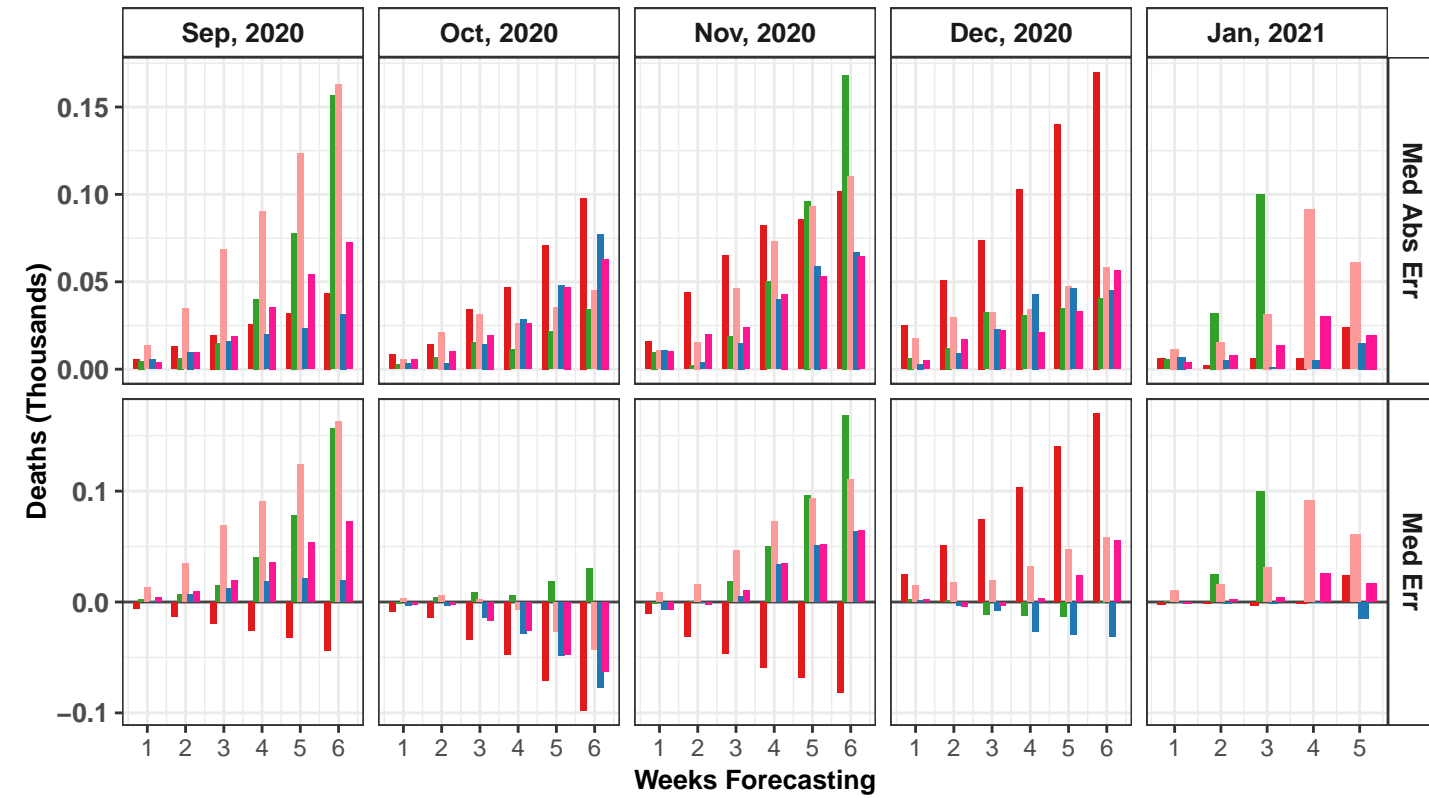 Sep, 2020 Oct, 2020 Nov, 2020 Dec, 2020 Jan, 2021
0.15
0.10
0.05
0.00
Med Abs Err
0.1
0.0
−0.1
Med Err
Deaths (Thousands)
1 2 3 4 5 6 1 2 3 4 5 6 1 2 3 4 5 6 1 2 3 4 5 6 1 2 3 4 5
Weeks Forecasting